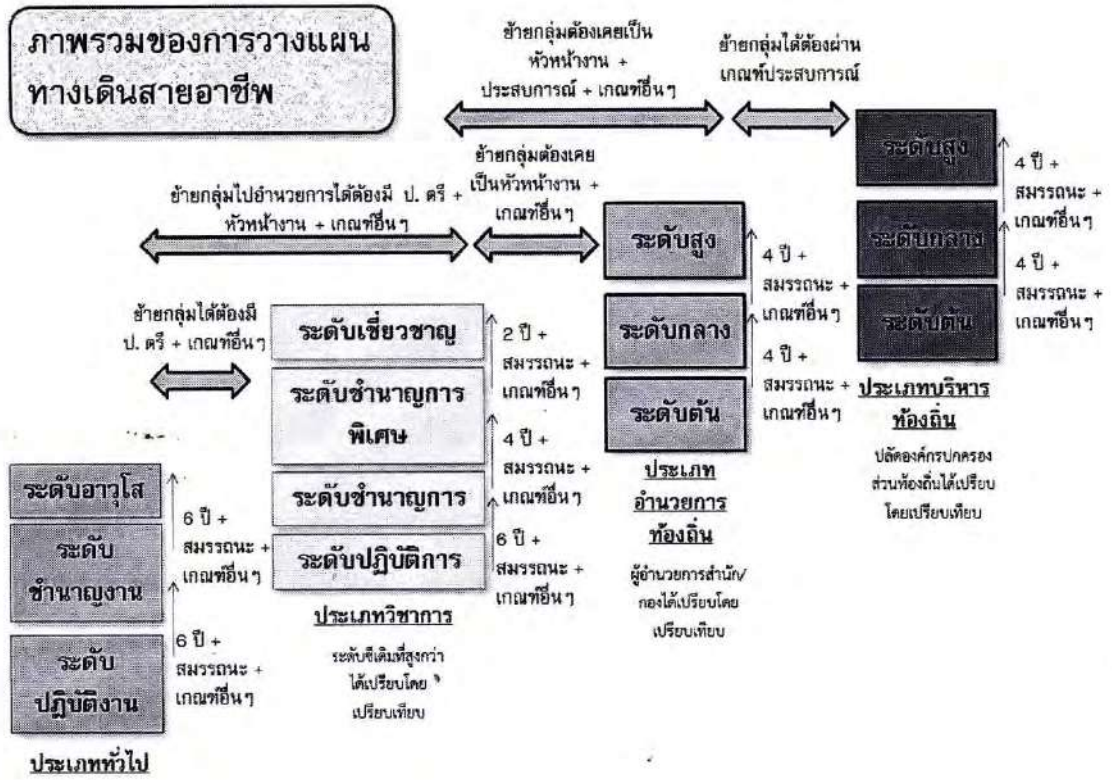 ภาพรวมของการวางแผน
ทางเดินสายอาชีพ
ย้ายกลุ่มต้องเคยเป็น
หัวหน้างาน +
ประสบการณ์ + เกณฑ์อื่นๆ
ย้ายกลุ่มได้ต้องผ่าน
เกณฑ์ประสบการณ์
ย้ายกลุ่มไปอำนวยการได้ต้องมี ป. ตรี +
หัวหน้างาน + เกณฑ์อื่นๆ
ย้ายกลุ่มต้องเคย
เป็นหัวหน้างาน +
เกณฑ์อื่นๆ
ย้ายกลุ่มได้ต้องมี
ป. ตรี + เกณฑ์อื่นๆ
ระดับอาวุโส
6 ปี +
สมรรถนะ +
เกณฑ์อื่นๆ
ระดับ
ชำนาญงาน
6 ปี +
สมรรถนะ +
เกณฑ์อื่นๆ
ระดับ
ปฏิบัติงาน
ประเภททั่วไป
ระดับเชี่ยวชาญ
2 ปี +
สมรรถนะ +
เกณฑ์อื่นๆ
ระดับชำนาญการ
พิเศษ
4 ปี +
สมรรถนะ +
เกณฑ์อื่นๆ
ระดับชำนาญการ
6 ปี +
สมรรถนะ +
เกณฑ์อื่นๆ
ระดับปฏิบัติการ
ประเภทวิชาการ
ระดับซีเดิมที่สูงกว่า
ได้เปรียบโดย
เปรียบเทียบ
ระดับสูง
4 ปี +
สมรรถนะ +
เกณฑ์อื่นๆ
ระดับกลาง
4 ปี +
สมรรถนะ +
เกณฑ์อื่นๆ
ระดับต้น
ประเภท
อำนวยการ
ท้องถิ่น
ผู้อำนวยการสำนัก/
กองได้เปรียบโดย
เปรียบเทียบ
ระดับสูง
4 ปี +
สมรรถนะ +
เกณฑ์อื่นๆ
ระดับกลาง
4 ปี +
สมรรถนะ +
เกณฑ์อื่นๆ
ระดับต้น
ประเภทบริหาร
ท้องถิ่น
ปลัดองค์กรปกครอง
ส่วนท้องถิ่นได้เปรียบ
โดยเปรียบเทียบ